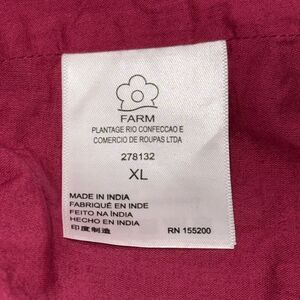 FARM
PLANTAGE RIO CONFECCAO E
COMERCIO DE ROUPAS LTDA
278132
XL
MADE IN INDIA
FABRIQUÉ EN INDE
FEITO NA ÍNDIA
HECHO EN INDIA
印度制造 RN 155200